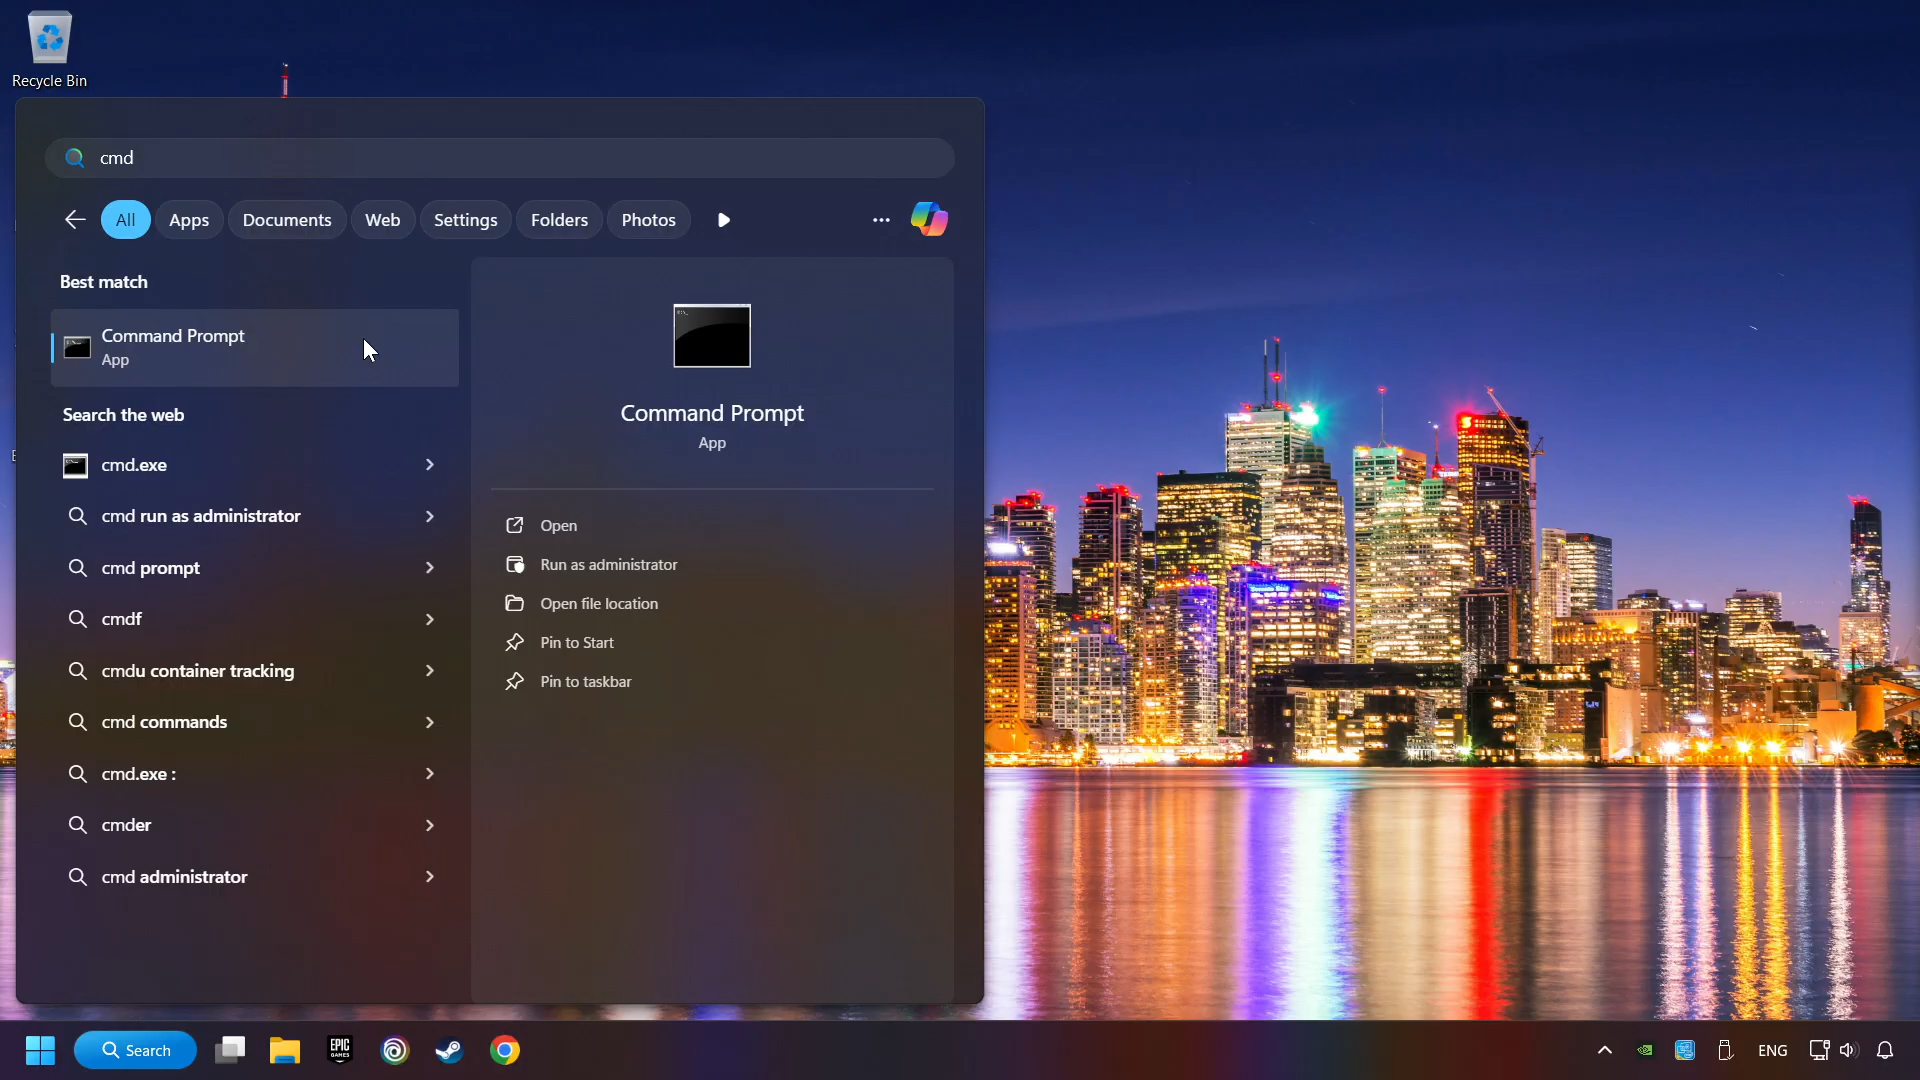 Recycle Bin
cmd
All
Apps
Documents
Web
Settings
Folders
Photos
Best match
Command Prompt
App
Search the web
cmd.exe
cmd run as administrator
cmd prompt
cmdf
cmdu container tracking
cmd commands
cmd.exe :
cmder
cmd administrator
Command Prompt
App
Open
Run as administrator
Open file location
Pin to Start
Pin to taskbar
Search
EPIC
GAMES
ENG